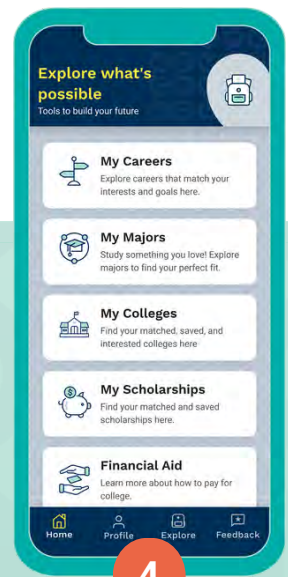 Explore what's
possible
Tools to build your future
My Careers
Explore careers that match your
interests and goals here.
My Majors
Study something you love! Explore
majors to find your perfect fit.
My Colleges
Find your matched, saved, and
interested colleges here
My Scholarships
Find your matched and saved
scholarships here.
Financial Aid
Learn more about how to pay for
college.
Home Profile Explore Feedback
4